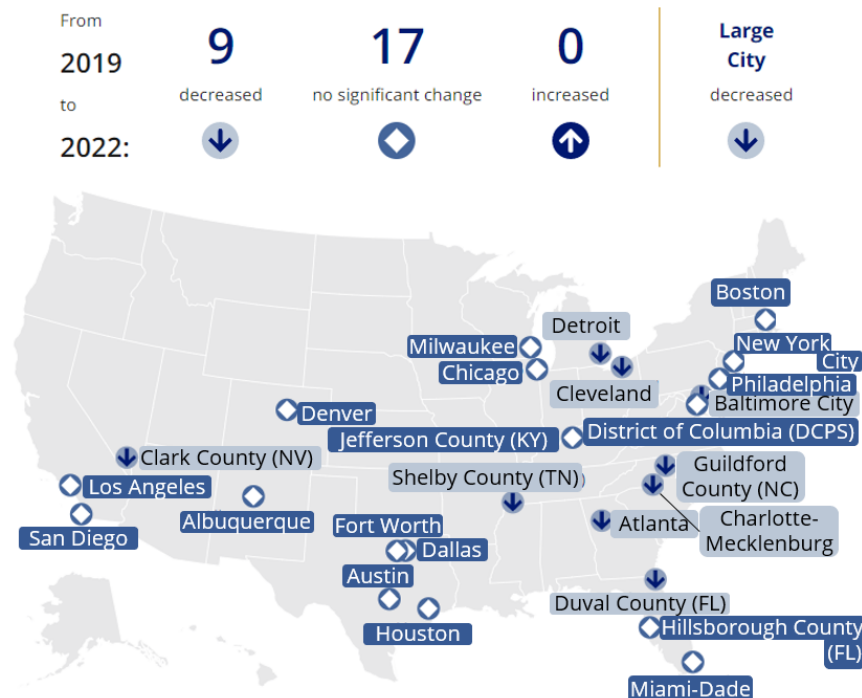 From
2019
to
2022:
9
decreased
17
no significant change
0
increased
Large
City
decreased
Boston
Detroit
Milwaukee
New York
City
Chicago
Philadelphia
Cleveland
Baltimore City
Denver
Jefferson County (KY)
District of Columbia (DCPS)
Clark County (NV)
Guildford
County (NC)
Shelby County (TN)
Los Angeles
Albuquerque
Fort Worth
Atlanta
Charlotte-
Mecklenburg
San Diego
Dallas
Austin
Duval County (FL)
Houston
Hillsborough County
(FL)
Miami-Dade